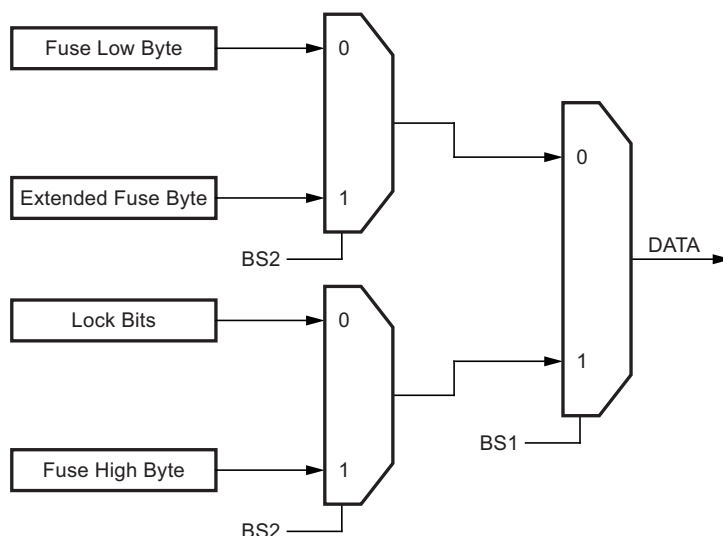 Fuse Low Byte
0
Extended Fuse Byte
1
BS2
0
DATA
Lock Bits
0
1
BS1
Fuse High Byte
1
BS2